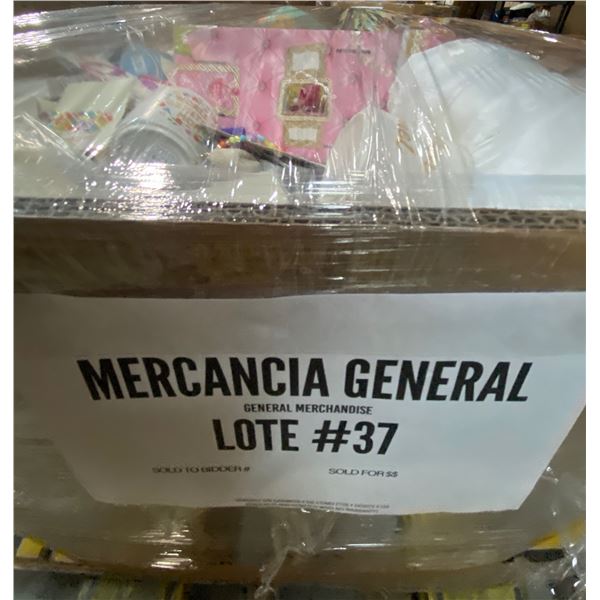 MERCANCIA GENERAL
GENERAL MERCHANDISE
LOTE #37
SOLD TO BIDDER #
SOLD FOR $$